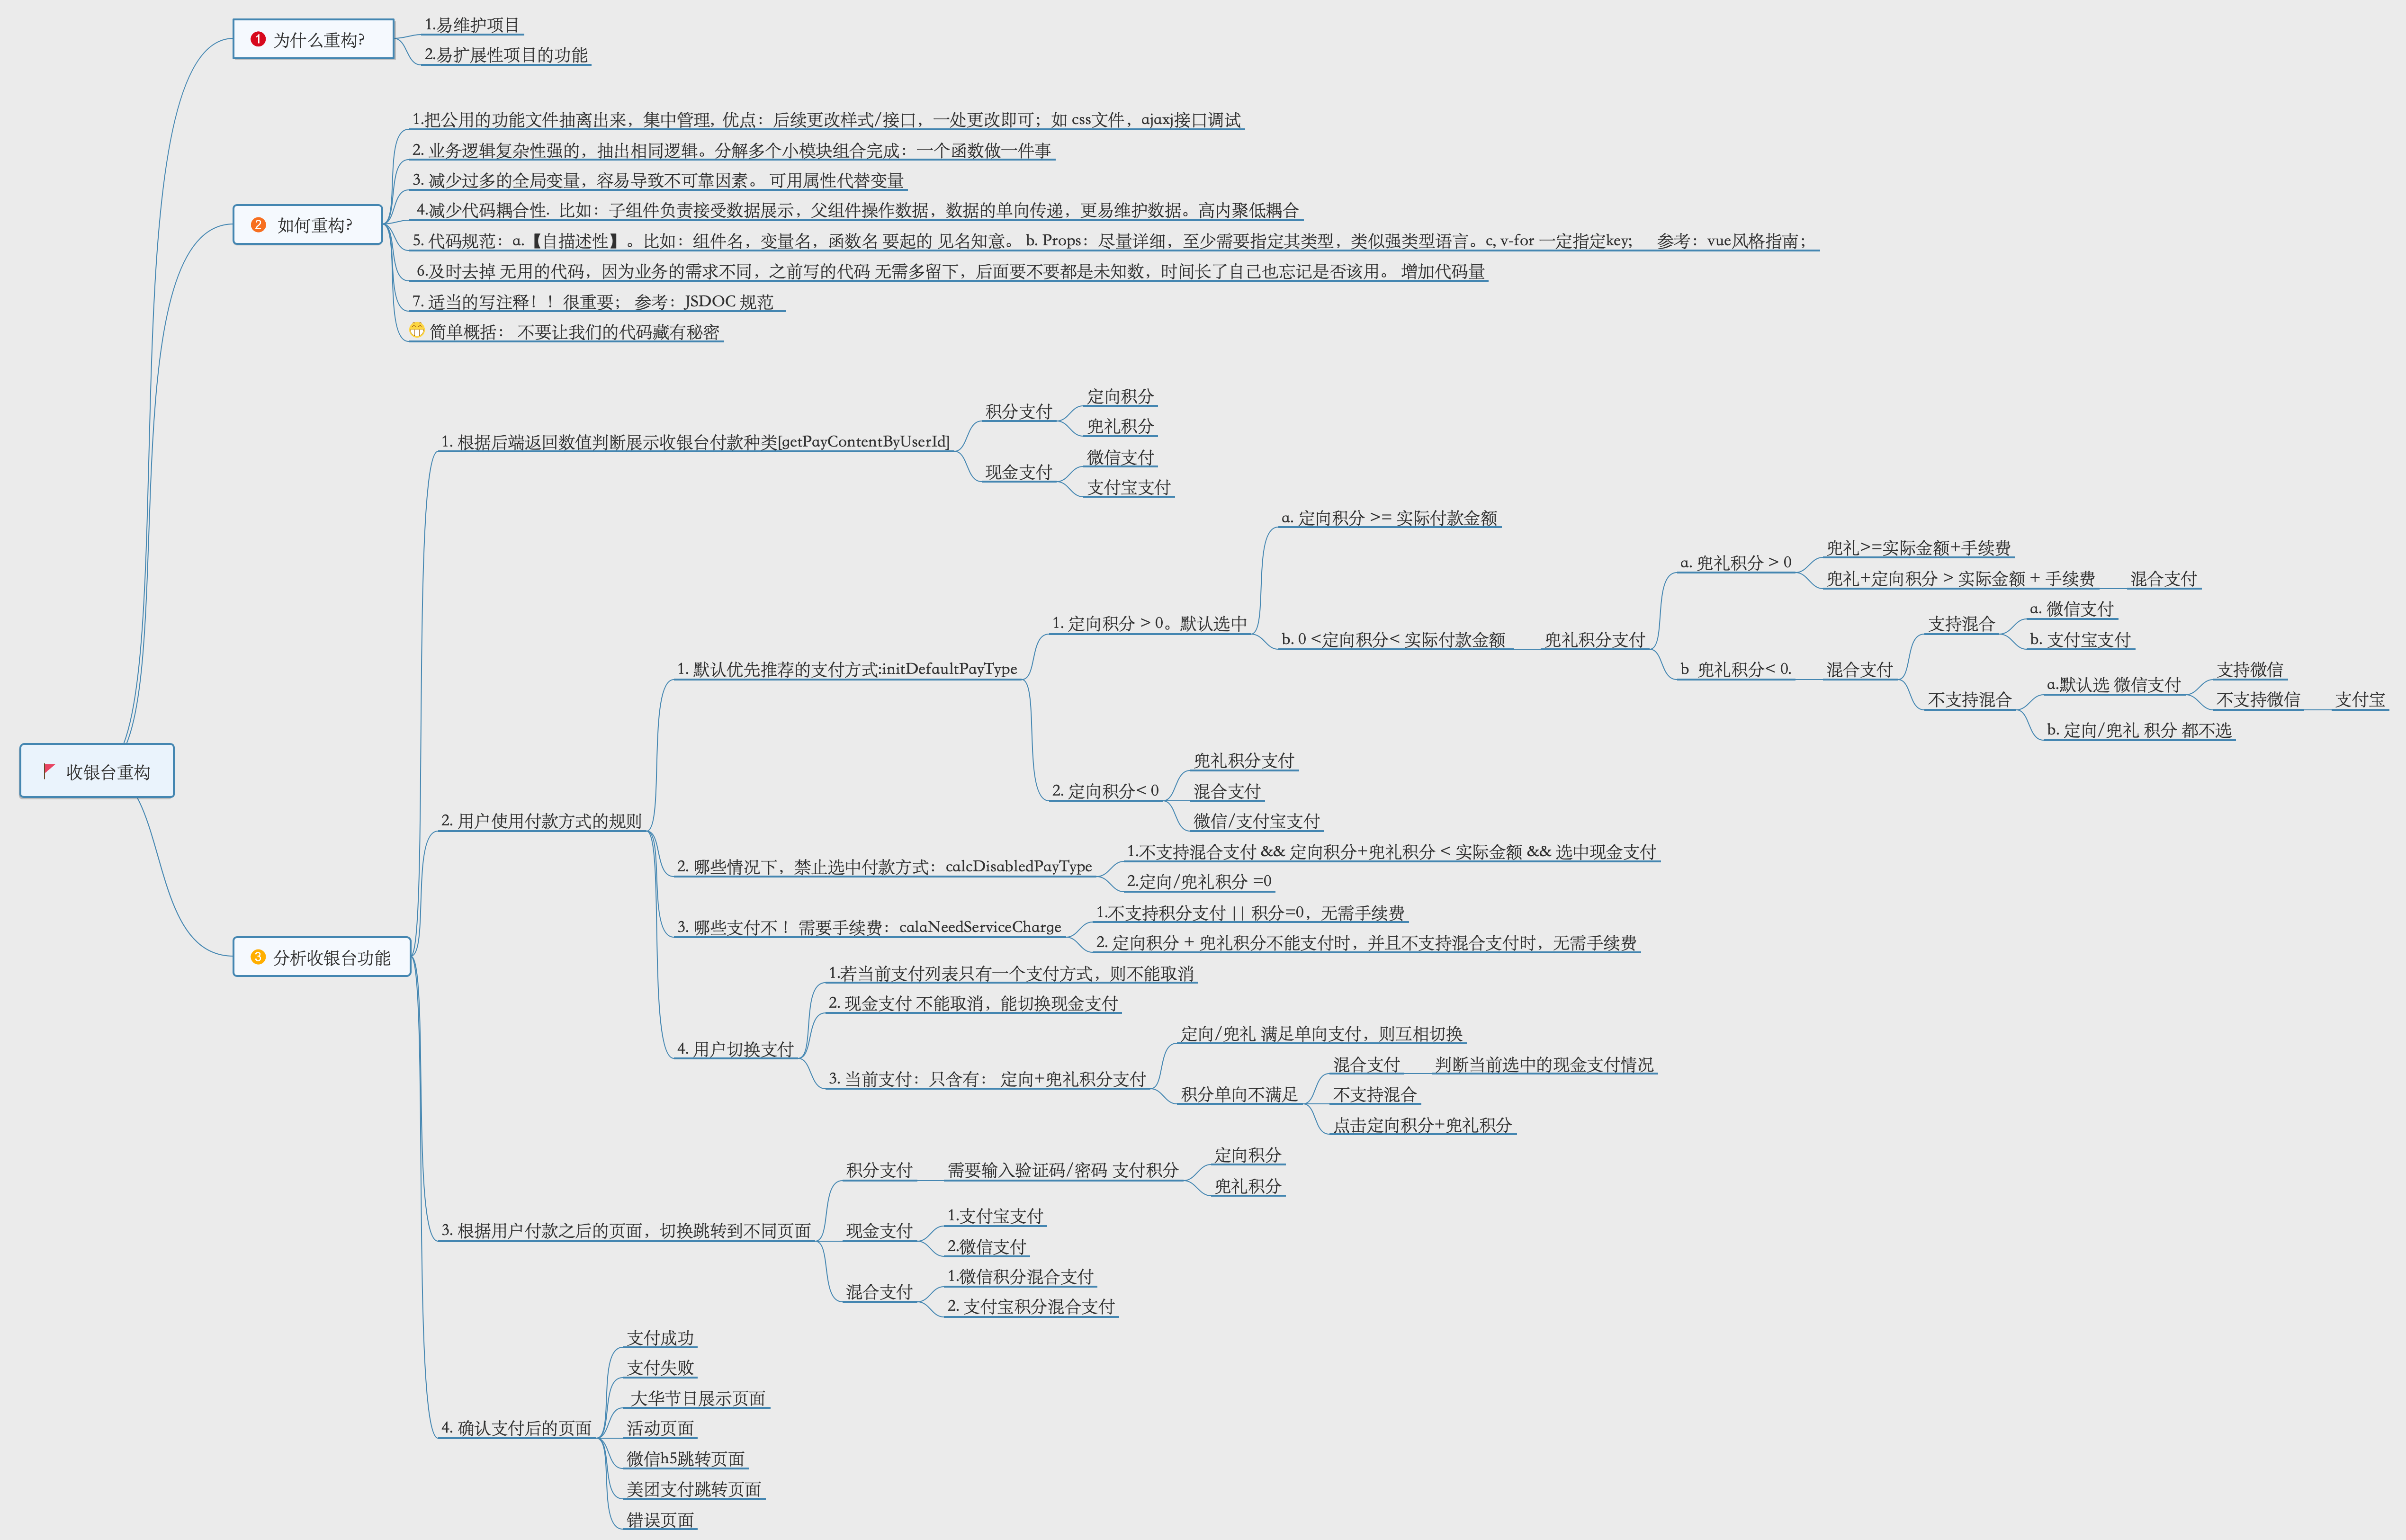 收银台重构
1 为什么重构?
1.易维护项目
2.易扩展性项目的功能
2 如何重构?
1.把公用的功能文件抽离出来，集中管理, 优点：后续更改样式/接口，一处更改即可；如 css文件，ajaxj接口调试
2. 业务逻辑复杂性强的，抽出相同逻辑。分解多个小模块组合完成：一个函数做一件事
3. 减少过多的全局变量，容易导致不可靠因素。 可用属性代替变量
4.减少代码耦合性. 比如：子组件负责接受数据展示，父组件操作数据，数据的单向传递，更易维护数据。高内聚低耦合
5. 代码规范：a.【自描述性】。比如：组件名，变量名，函数名 要起的 见名知意。 b. Props：尽量详细，至少需要指定其类型，类似强类型语言。c, v-for 一定指定key; 参考：vue风格指南；
6.及时去掉 无用的代码，因为业务的需求不同，之前写的代码 无需多留下，后面要不要都是未知数，时间长了自己也忘记是否该用。 增加代码量
7. 适当的写注释！！很重要； 参考：JSDOC 规范
😁 简单概括： 不要让我们的代码藏有秘密
3 分析收银台功能
1. 根据后端返回数值判断展示收银台付款种类[getPayContentByUserId]
积分支付
定向积分
兜礼积分
现金支付
微信支付
支付宝支付
2. 用户使用付款方式的规则
1. 默认优先推荐的支付方式:initDefaultPayType
1. 定向积分 > 0。默认选中
a. 定向积分 >= 实际付款金额
b. 0 <定向积分< 实际付款金额
兜礼积分支付
a. 兜礼积分 > 0
兜礼>=实际金额+手续费
兜礼+定向积分 > 实际金额 + 手续费
混合支付
b 兜礼积分< 0.
混合支付
支持混合
a. 微信支付
b. 支付宝支付
不支持混合
a.默认选 微信支付
支持微信
不支持微信
支付宝
b. 定向/兜礼 积分 都不选
2. 定向积分< 0
兜礼积分支付
混合支付
微信/支付宝支付
2. 哪些情况下，禁止选中付款方式：calcDisabledPayType
1.不支持混合支付 && 定向积分+兜礼积分 < 实际金额 && 选中现金支付
2.定向/兜礼积分 =0
3. 哪些支付不！需要手续费：calaNeedServiceCharge
1.不支持积分支付 || 积分=0，无需手续费
2. 定向积分 + 兜礼积分不能支付时，并且不支持混合支付时，无需手续费
4. 用户切换支付
1.若当前支付列表只有一个支付方式，则不能取消
2. 现金支付 不能取消，能切换现金支付
3. 当前支付：只含有： 定向+兜礼积分支付
定向/兜礼 满足单向支付，则互相切换
积分单向不满足
混合支付
判断当前选中的现金支付情况
不支持混合
点击定向积分+兜礼积分
3. 根据用户付款之后的页面，切换跳转到不同页面
积分支付
需要输入验证码/密码 支付积分
定向积分
兜礼积分
现金支付
1.支付宝支付
2.微信支付
混合支付
1.微信积分混合支付
2. 支付宝积分混合支付
4. 确认支付后的页面
支付成功
支付失败
大华节日展示页面
活动页面
微信h5跳转页面
美团支付跳转页面
错误页面